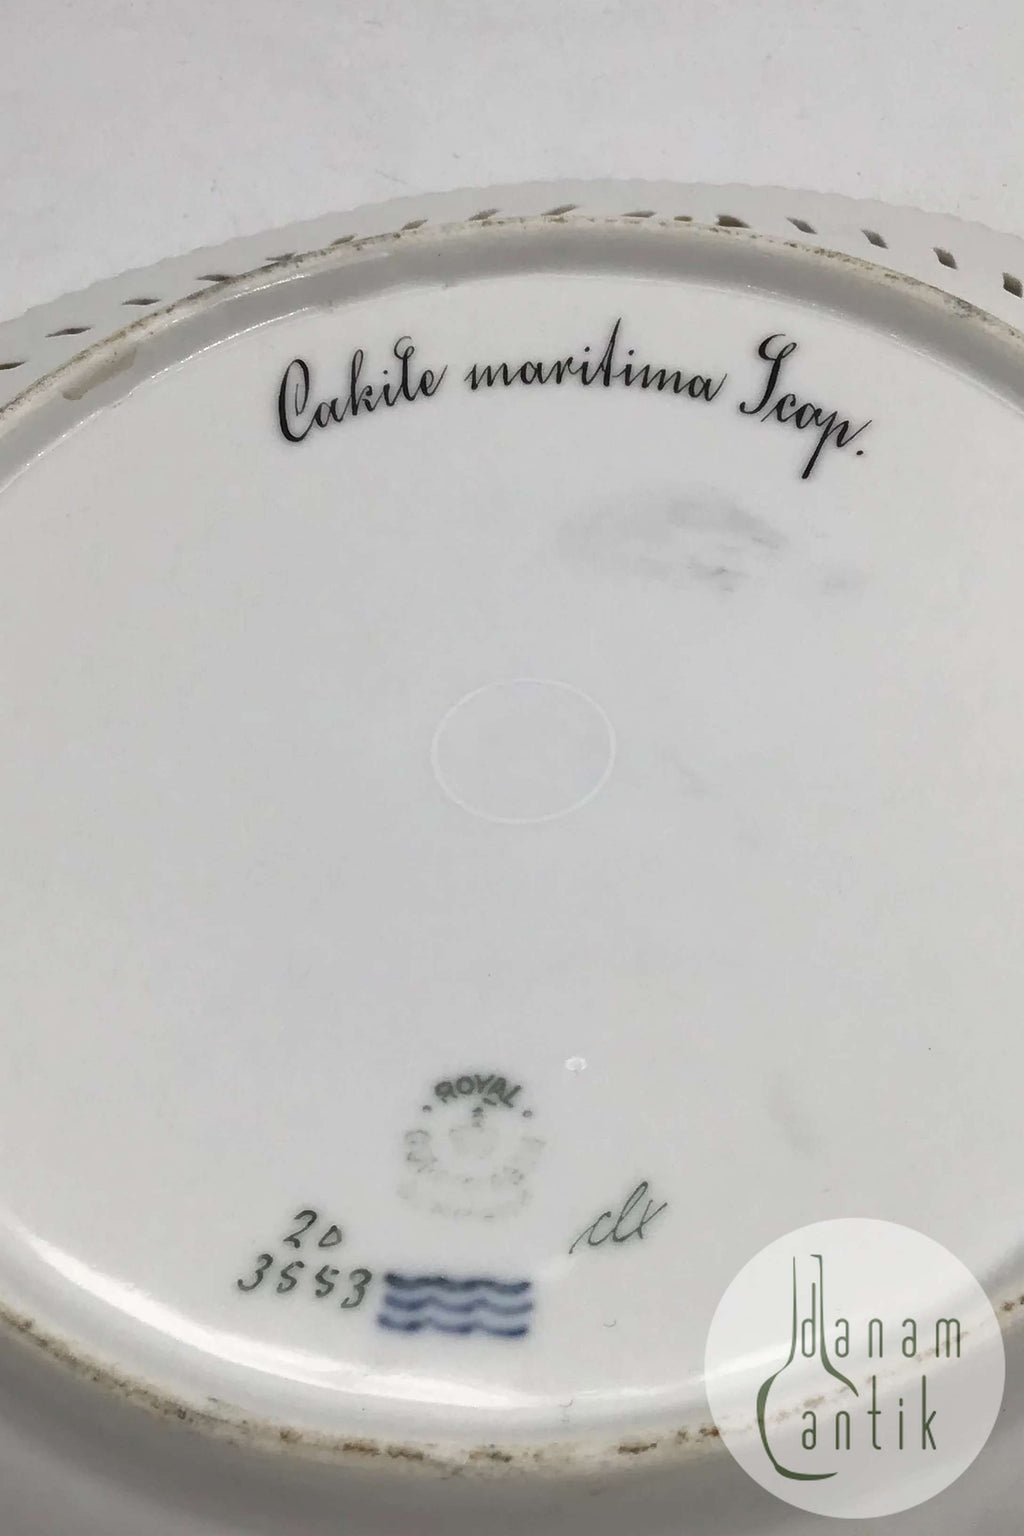 Cakile maritima Scop.
ROYAL
20
3553
danam
antik